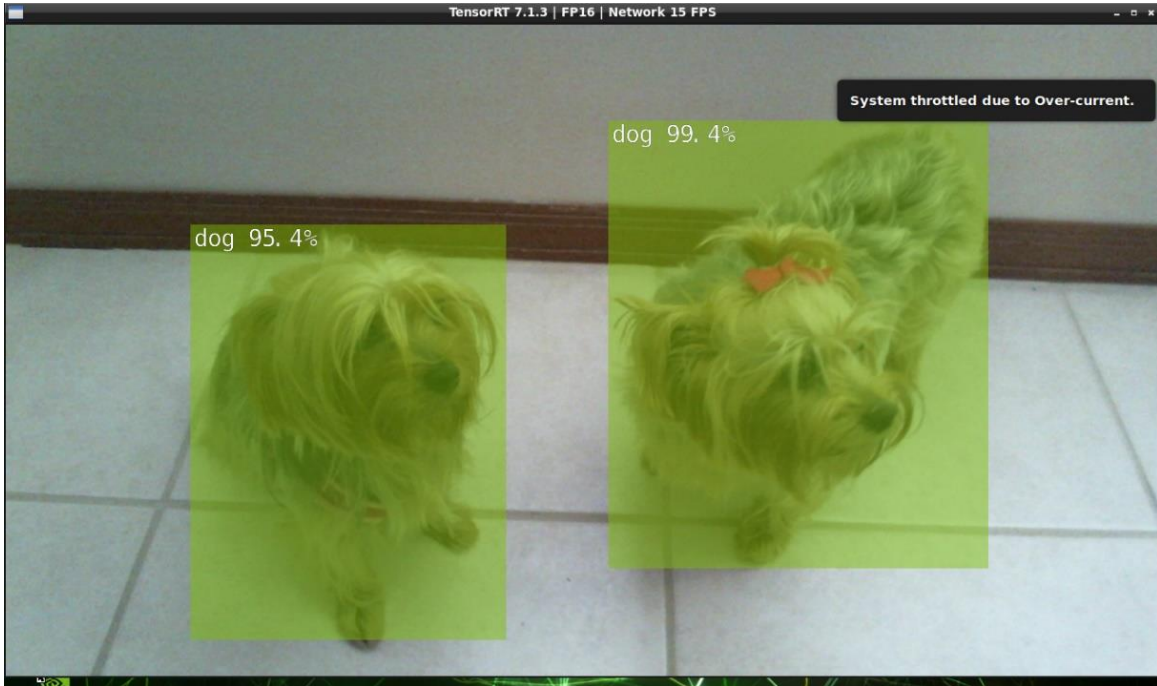 TensorRT 7.1.3 | FP16 | Network 15 FPS
System throttled due to Over-current.
dog 99.4%
dog 95.4%